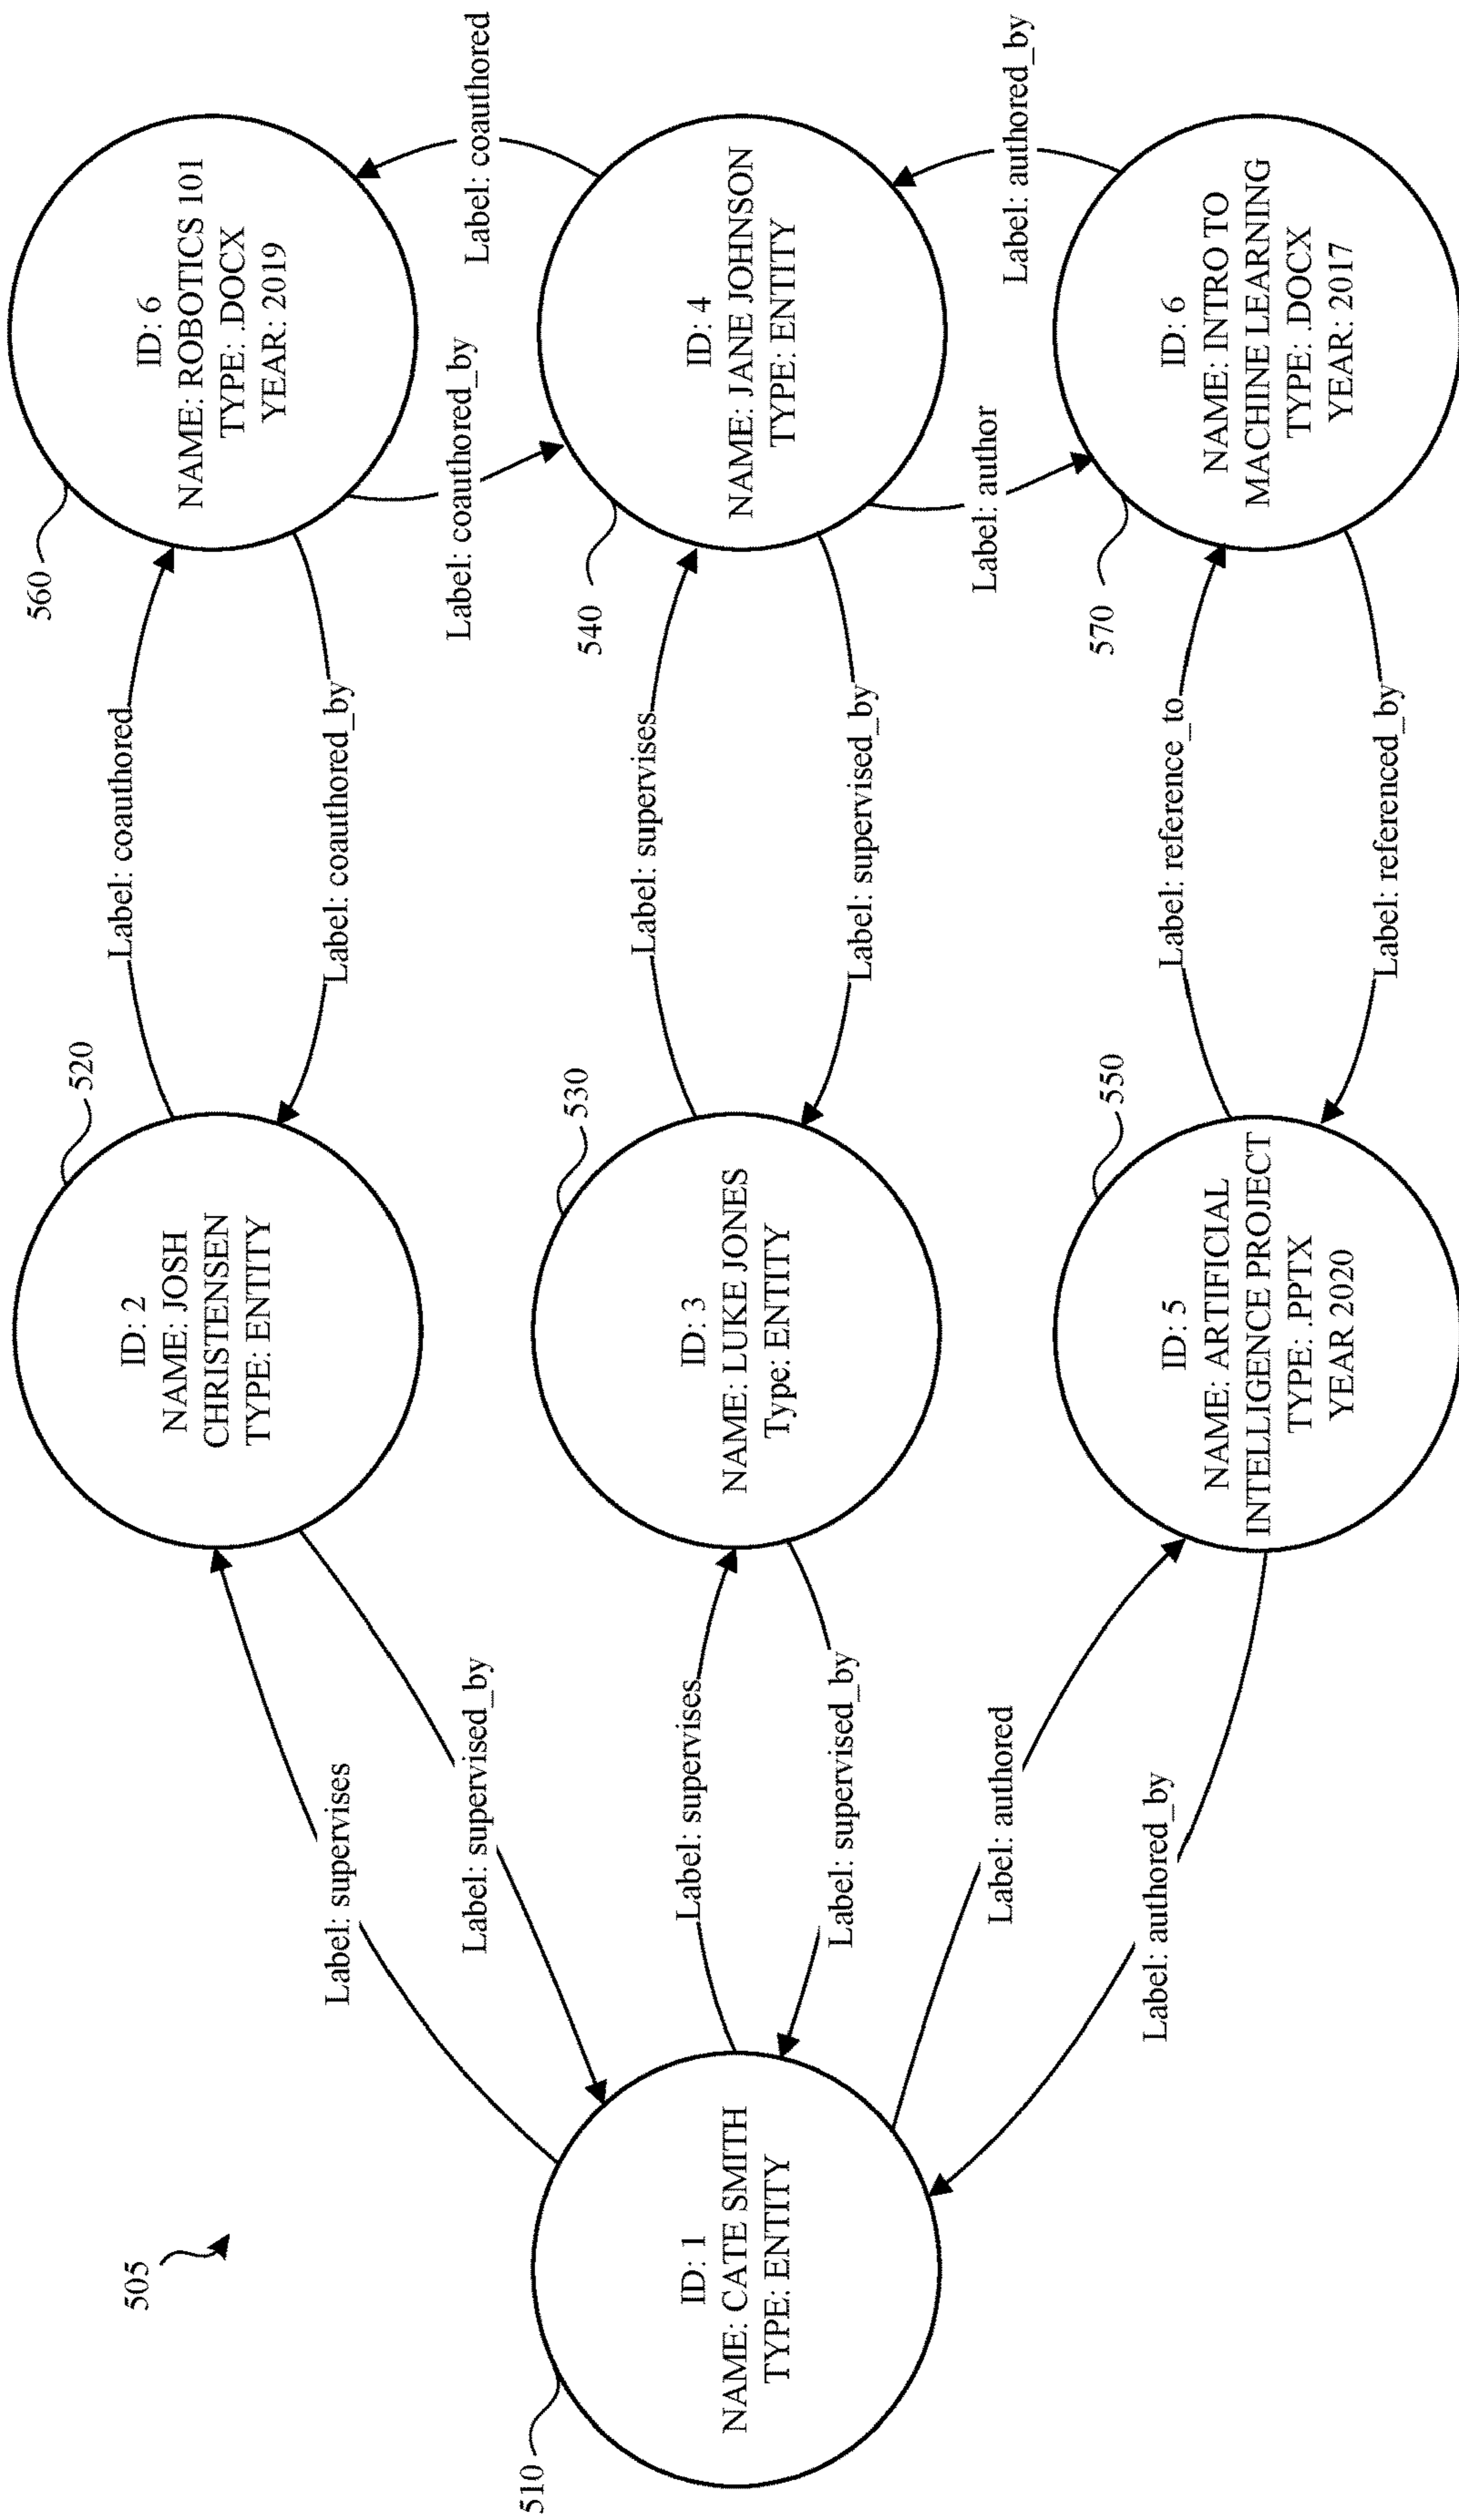 505
510
ID: 1
NAME: CATE SMITH
TYPE: ENTITY
Label: supervises
Label: supervised_by
Label: supervises
Label: supervised_by
Label: authored
Label: authored_by
520
ID: 2
NAME: JOSH
CHRISTENSEN
TYPE: ENTITY
530
ID: 3
NAME: LUKE JONES
Type: ENTITY
550
ID: 5
NAME: ARTIFICIAL
INTELLIGENCE PROJECT
TYPE: .PPTX
YEAR 2020
Label: coauthored
Label: coauthored_by
Label: supervises
Label: supervised_by
Label: reference_to
Label: referenced_by
560
ID: 6
NAME: ROBOTICS 101
TYPE: .DOCX
YEAR: 2019
Label: coauthored_by
Label: coauthored
540
ID: 4
NAME: JANE JOHNSON
TYPE: ENTITY
Label: author
Label: authored_by
570
ID: 6
NAME: INTRO TO
MACHINE LEARNING
TYPE: .DOCX
YEAR: 2017